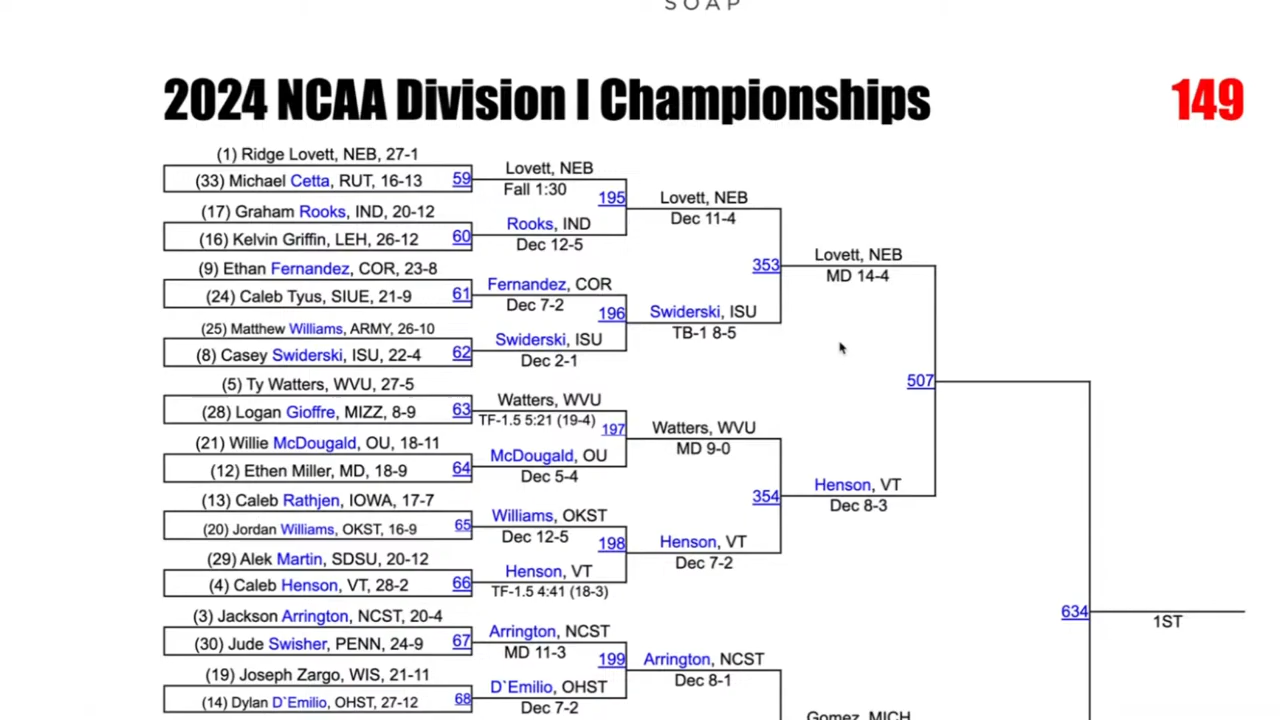 SOAP
2024 NCAA Division I Championships
149
(1) Ridge Lovett, NEB, 27-1
(33) Michael Cetta, RUT, 16-13
59
(17) Graham Rooks, IND, 20-12
(16) Kelvin Griffin, LEH, 26-12
60
(9) Ethan Fernandez, COR, 23-8
(24) Caleb Tyus, SIUE, 21-9
61
(25) Matthew Williams, ARMY, 26-10
(8) Casey Swiderski, ISU, 22-4
62
(5) Ty Watters, WVU, 27-5
(28) Logan Gioffre, MIZZ, 8-9
63
(21) Willie McDougald, OU, 18-11
(12) Ethen Miller, MD, 18-9
64
(13) Caleb Rathjen, IOWA, 17-7
(20) Jordan Williams, OKST, 16-9
65
(29) Alek Martin, SDSU, 20-12
(4) Caleb Henson, VT, 28-2
66
(3) Jackson Arrington, NCST, 20-4
(30) Jude Swisher, PENN, 24-9
67
(19) Joseph Zargo, WIS, 21-11
(14) Dylan D`Emilio, OHST, 27-12
68
Lovett, NEB
Fall 1:30
195
Rooks, IND
Dec 12-5
Fernandez, COR
Dec 7-2
196
Swiderski, ISU
Dec 2-1
Watters, WVU
TF-1.5 5:21 (19-4)
197
McDougald, OU
Dec 5-4
Williams, OKST
Dec 12-5
198
Henson, VT
TF-1.5 4:41 (18-3)
Arrington, NCST
MD 11-3
199
D`Emilio, OHST
Dec 7-2
Lovett, NEB
Dec 11-4
353
Swiderski, ISU
TB-1 8-5
Watters, WVU
MD 9-0
354
Henson, VT
Dec 7-2
Arrington, NCST
Dec 8-1
Lovett, NEB
MD 14-4
507
Henson, VT
Dec 8-3
Gomez, MICH
634
1ST